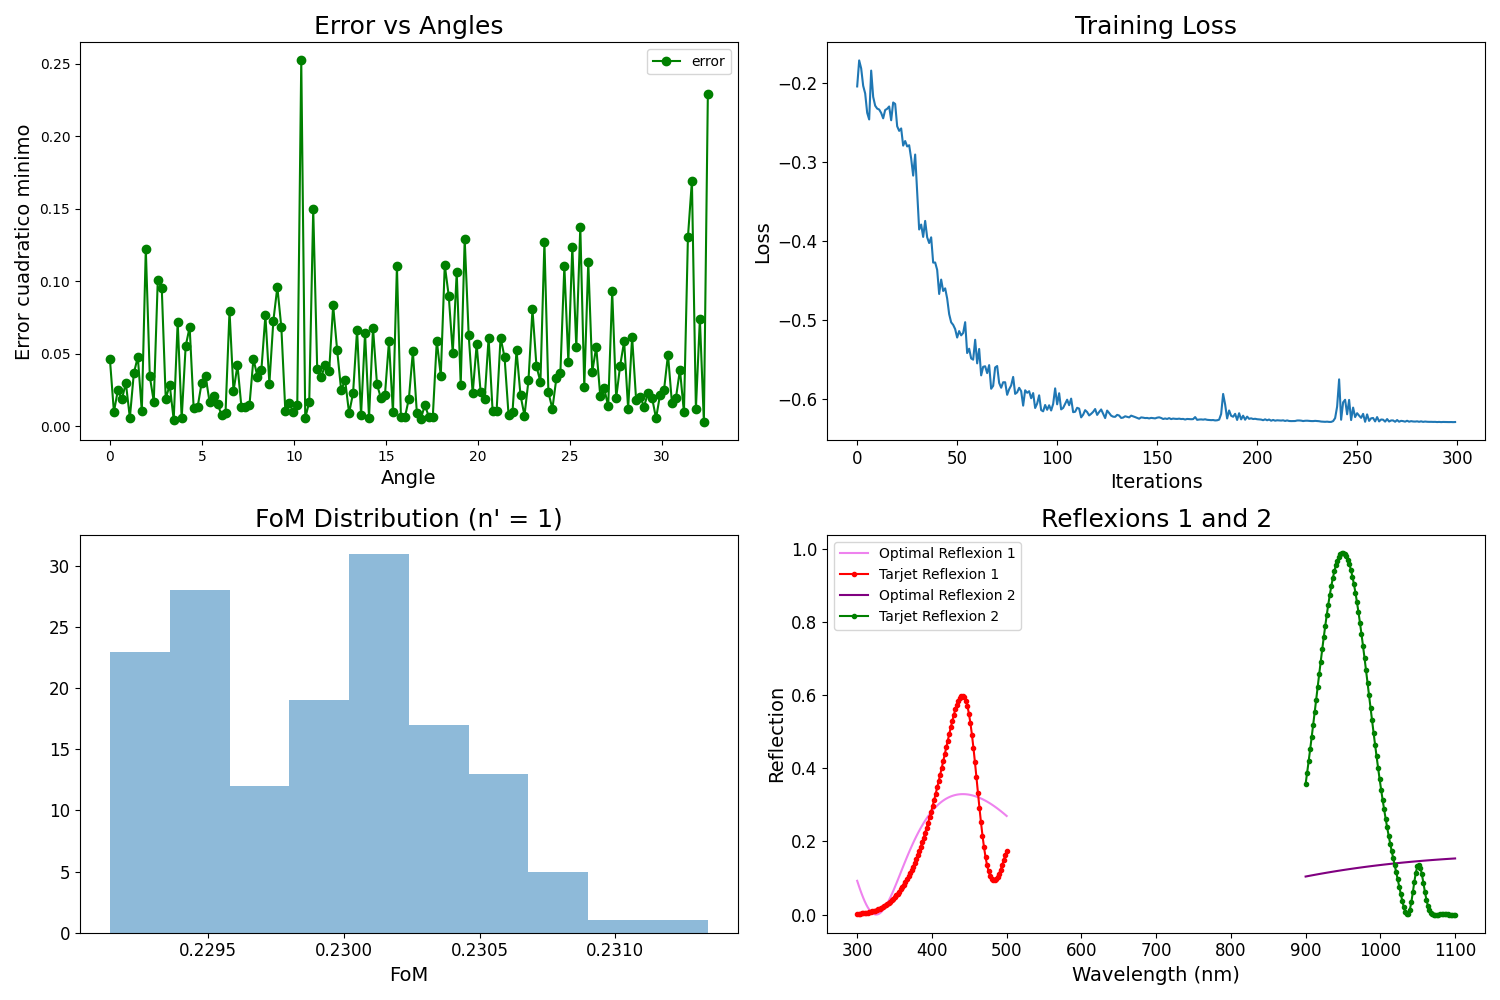 Error vs Angles
0.25
0.20
0.15
0.10
0.05
0.00
Error cuadratico minimo
error
0 5 10 15 20 25 30
Angle
Training Loss
−0.2
−0.3
−0.4
−0.5
−0.6
Loss
0 50 100 150 200 250 300
Iterations
FoM Distribution (n' = 1)
30
25
20
15
10
5
0
0.2295 0.2300 0.2305 0.2310
FoM
Reflexions 1 and 2
1.0
0.8
0.6
0.4
0.2
0.0
Reflection
Optimal Reflexion 1
Tarjet Reflexion 1
Optimal Reflexion 2
Tarjet Reflexion 2
300 400 500 600 700 800 900 1000 1100
Wavelength (nm)